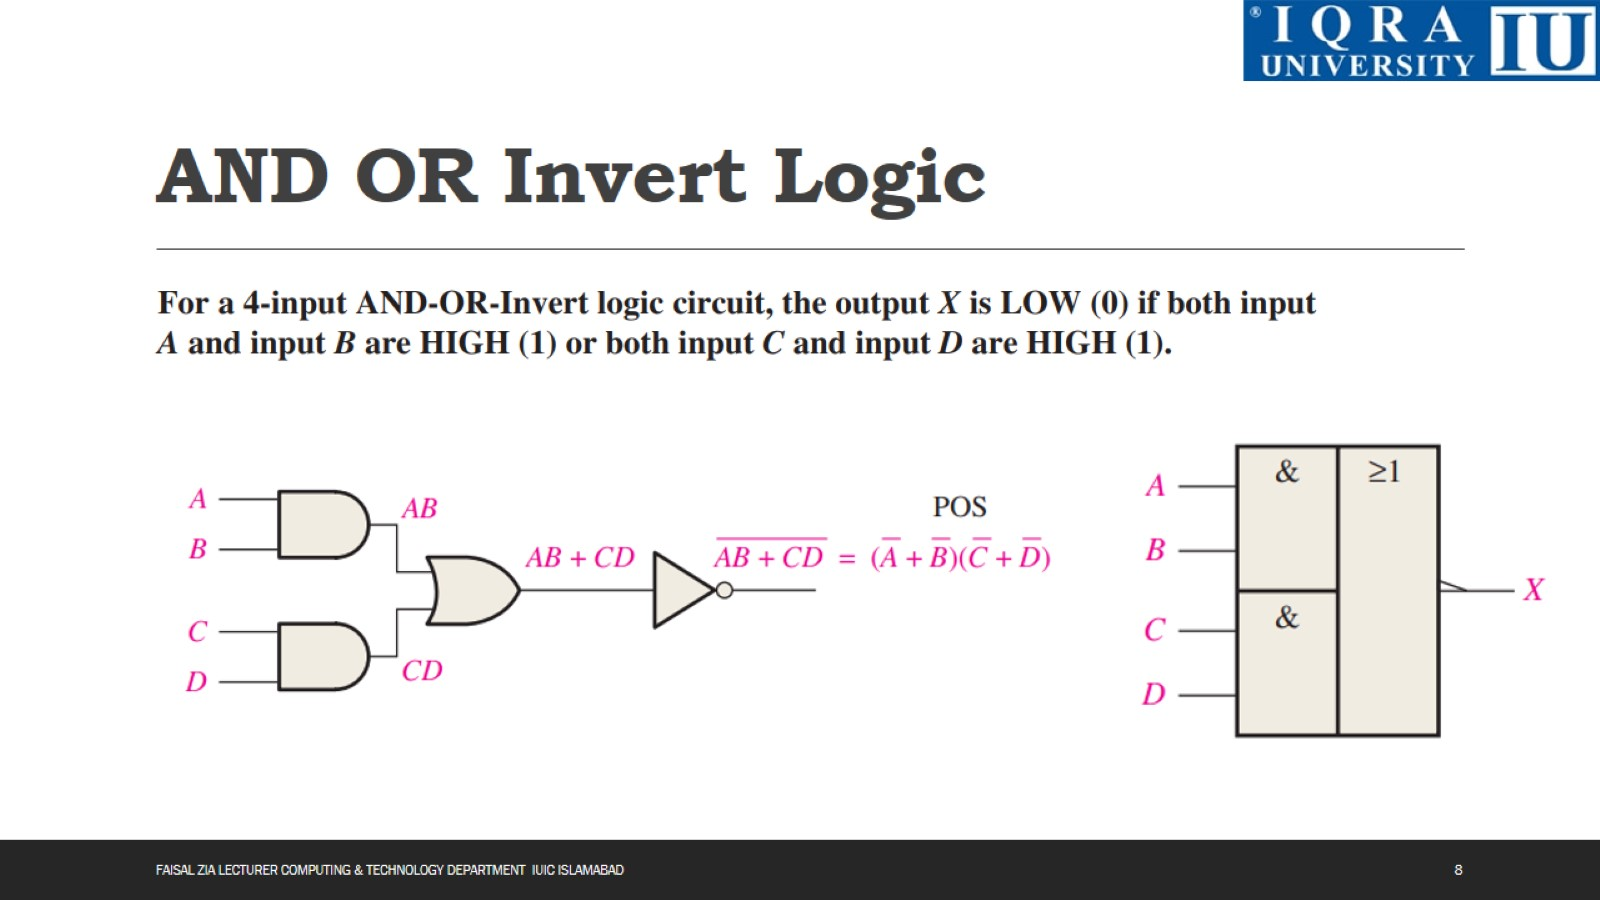 ® IQRA
UNIVERSITY IU
AND OR Invert Logic
For a 4-input AND-OR-Invert logic circuit, the output X is LOW (0) if both input
A and input B are HIGH (1) or both input C and input D are HIGH (1).
A
B
AB
C
D
CD
AB + CD
POS
A̅B̅ ̅+̅ ̅C̅D̅ = (A̅ + B̅)(C̅ + D̅)
A
B
C
D
&
&
≥1
X
FAISAL ZIA LECTURER COMPUTING & TECHNOLOGY DEPARTMENT IUIC ISLAMABAD
8